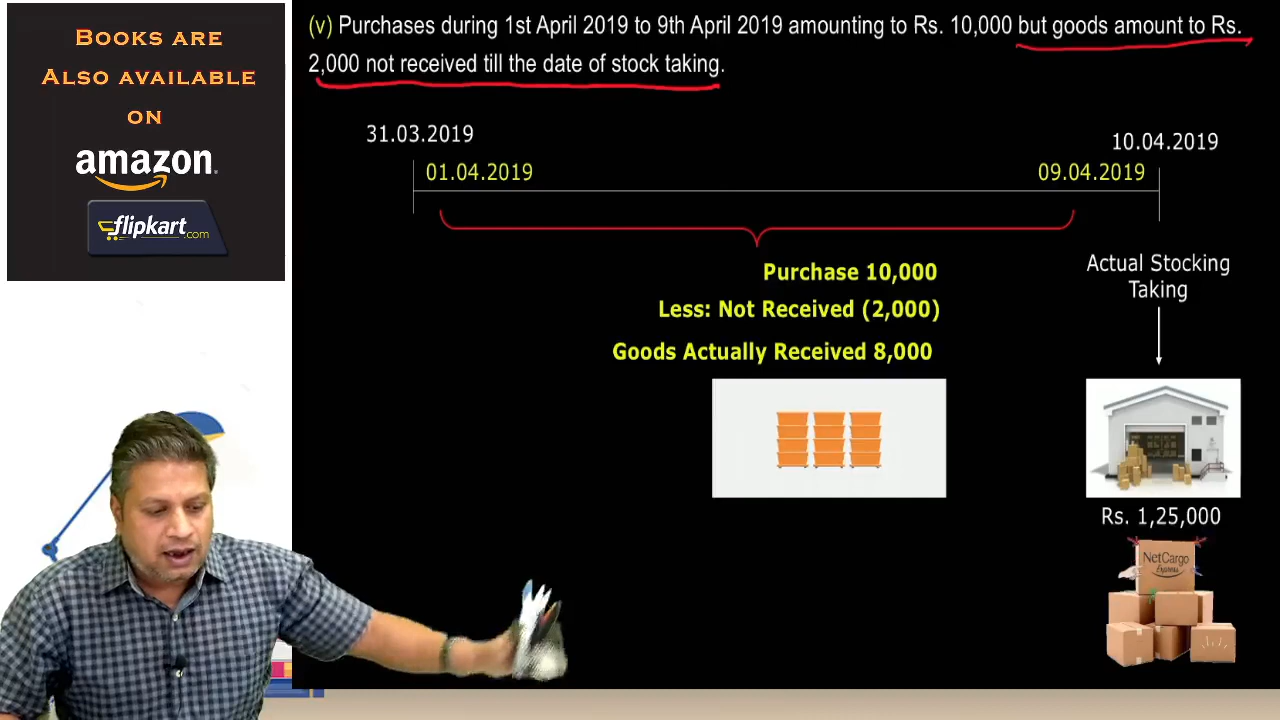 BOOKS ARE
ALSO AVAILABLE
ON
amazon
flipkart.com
(v) Purchases during 1st April 2019 to 9th April 2019 amounting to Rs. 10,000 but goods amount to Rs.
2,000 not received till the date of stock taking.
31.03.2019
10.04.2019
01.04.2019
09.04.2019
Purchase 10,000
Less: Not Received (2,000)
Goods Actually Received 8,000
Actual Stocking
Taking
Rs. 1,25,000
NetCargo
Express